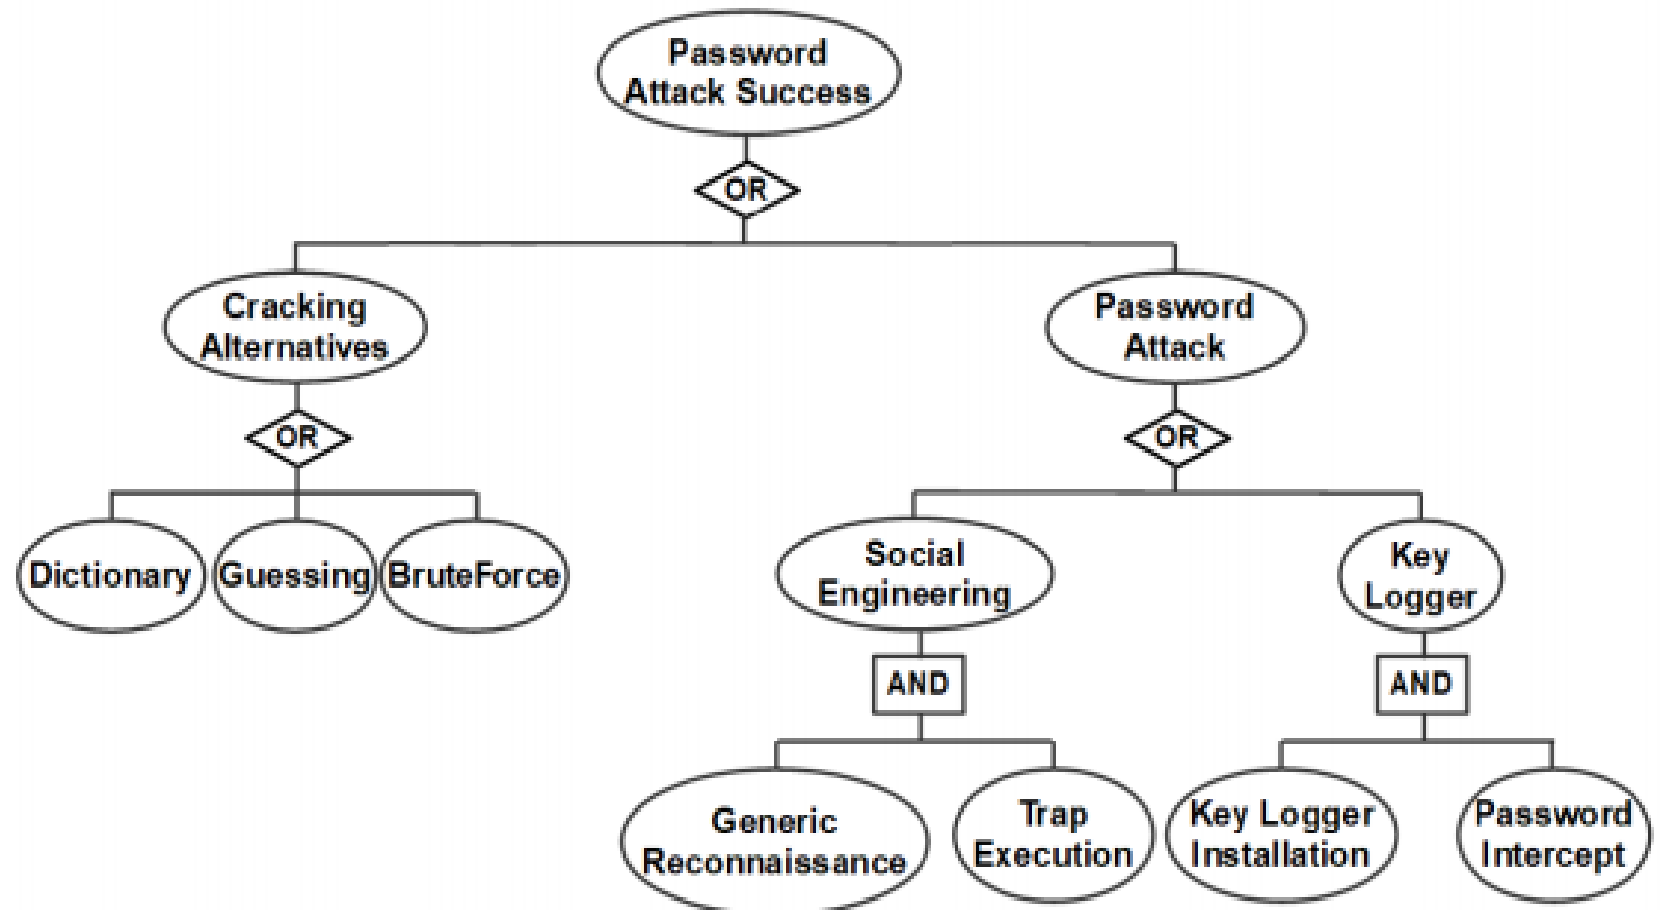 Password
Attack Success
OR
Cracking
Alternatives
Password
Attack
OR
OR
Dictionary
Guessing
BruteForce
Social
Engineering
Key
Logger
AND
AND
Generic
Reconnaissance
Trap
Execution
Key Logger
Installation
Password
Intercept